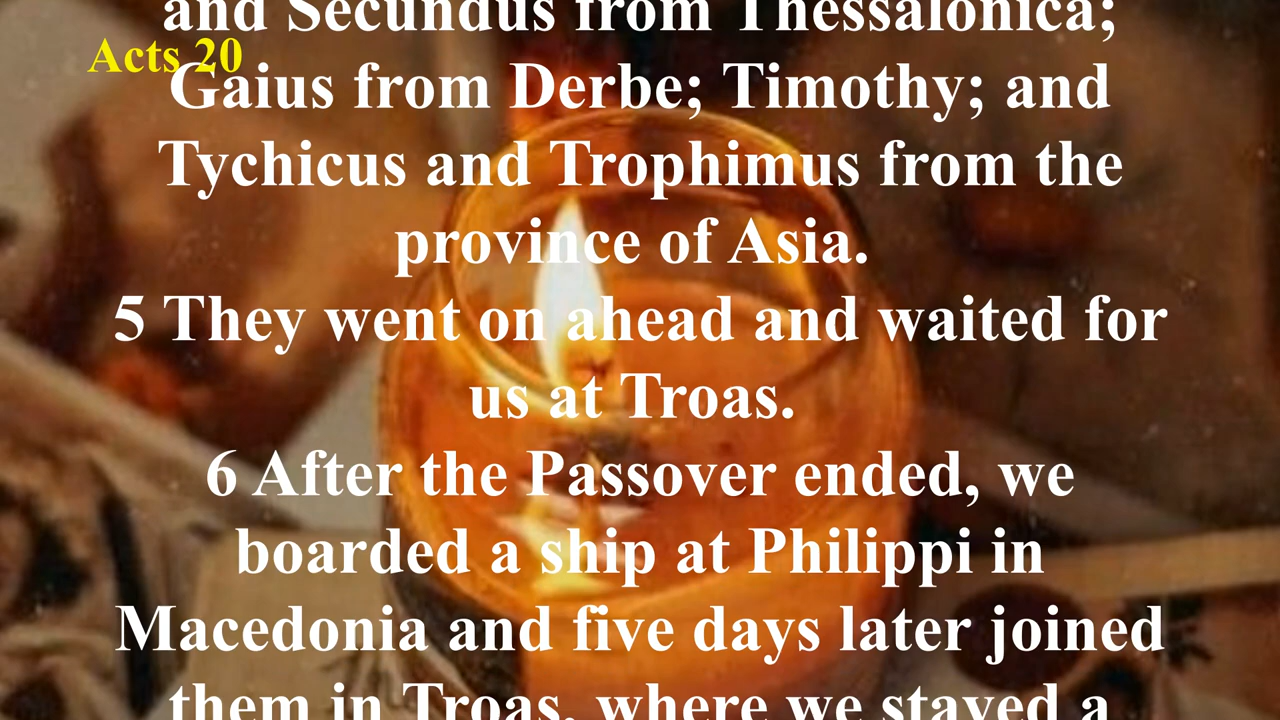 and Secundus from Thessalonica;
Acts 20
Gaius from Derbe; Timothy; and
Tychicus and Trophimus from the
province of Asia.
5 They went on ahead and waited for
us at Troas.
6 After the Passover ended, we
boarded a ship at Philippi in
Macedonia and five days later joined
them in Troas, where we stayed a